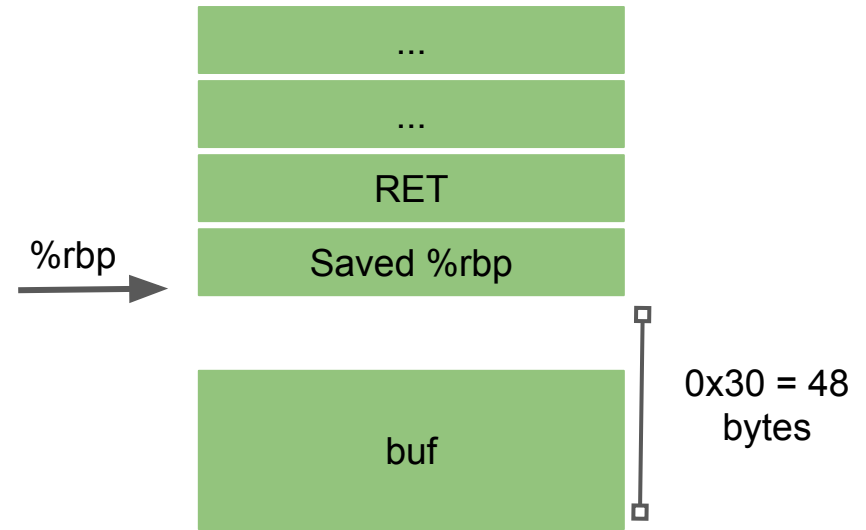 ...
...
RET
%rbp
Saved %rbp
0x30 = 48
bytes
buf